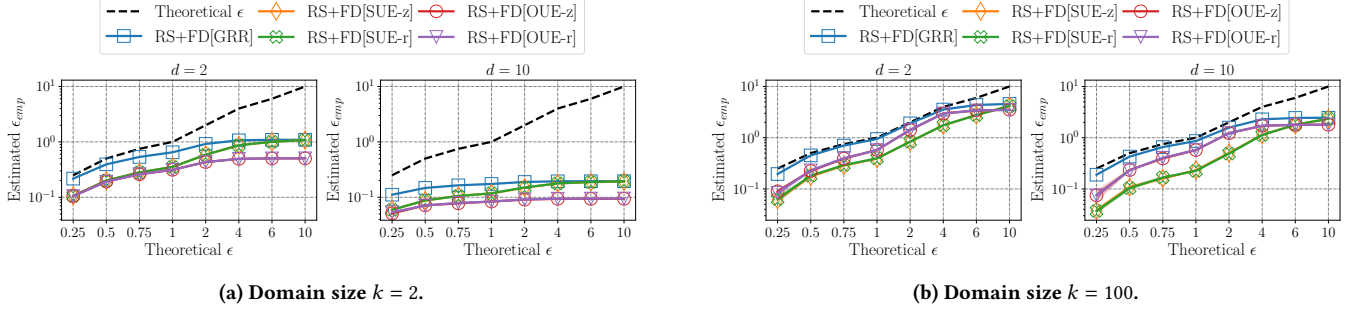 Theoretical ϵ RS+FD[SUE-z] RS+FD[OUE-z]
RS+FD[GRR] RS+FD[SUE-r] RS+FD[OUE-r]
d = 2
d = 10
Estimated ϵemp
10¹
10⁰
10⁻¹
0.25 0.5 0.75 1 2 4 6 10
Theoretical ϵ
Estimated ϵemp
10¹
10⁰
10⁻¹
0.25 0.5 0.75 1 2 4 6 10
Theoretical ϵ
(a) Domain size k = 2.
Theoretical ϵ RS+FD[SUE-z] RS+FD[OUE-z]
RS+FD[GRR] RS+FD[SUE-r] RS+FD[OUE-r]
d = 2
d = 10
Estimated ϵemp
10¹
10⁰
10⁻¹
0.25 0.5 0.75 1 2 4 6 10
Theoretical ϵ
Estimated ϵemp
10¹
10⁰
10⁻¹
0.25 0.5 0.75 1 2 4 6 10
Theoretical ϵ
(b) Domain size k = 100.